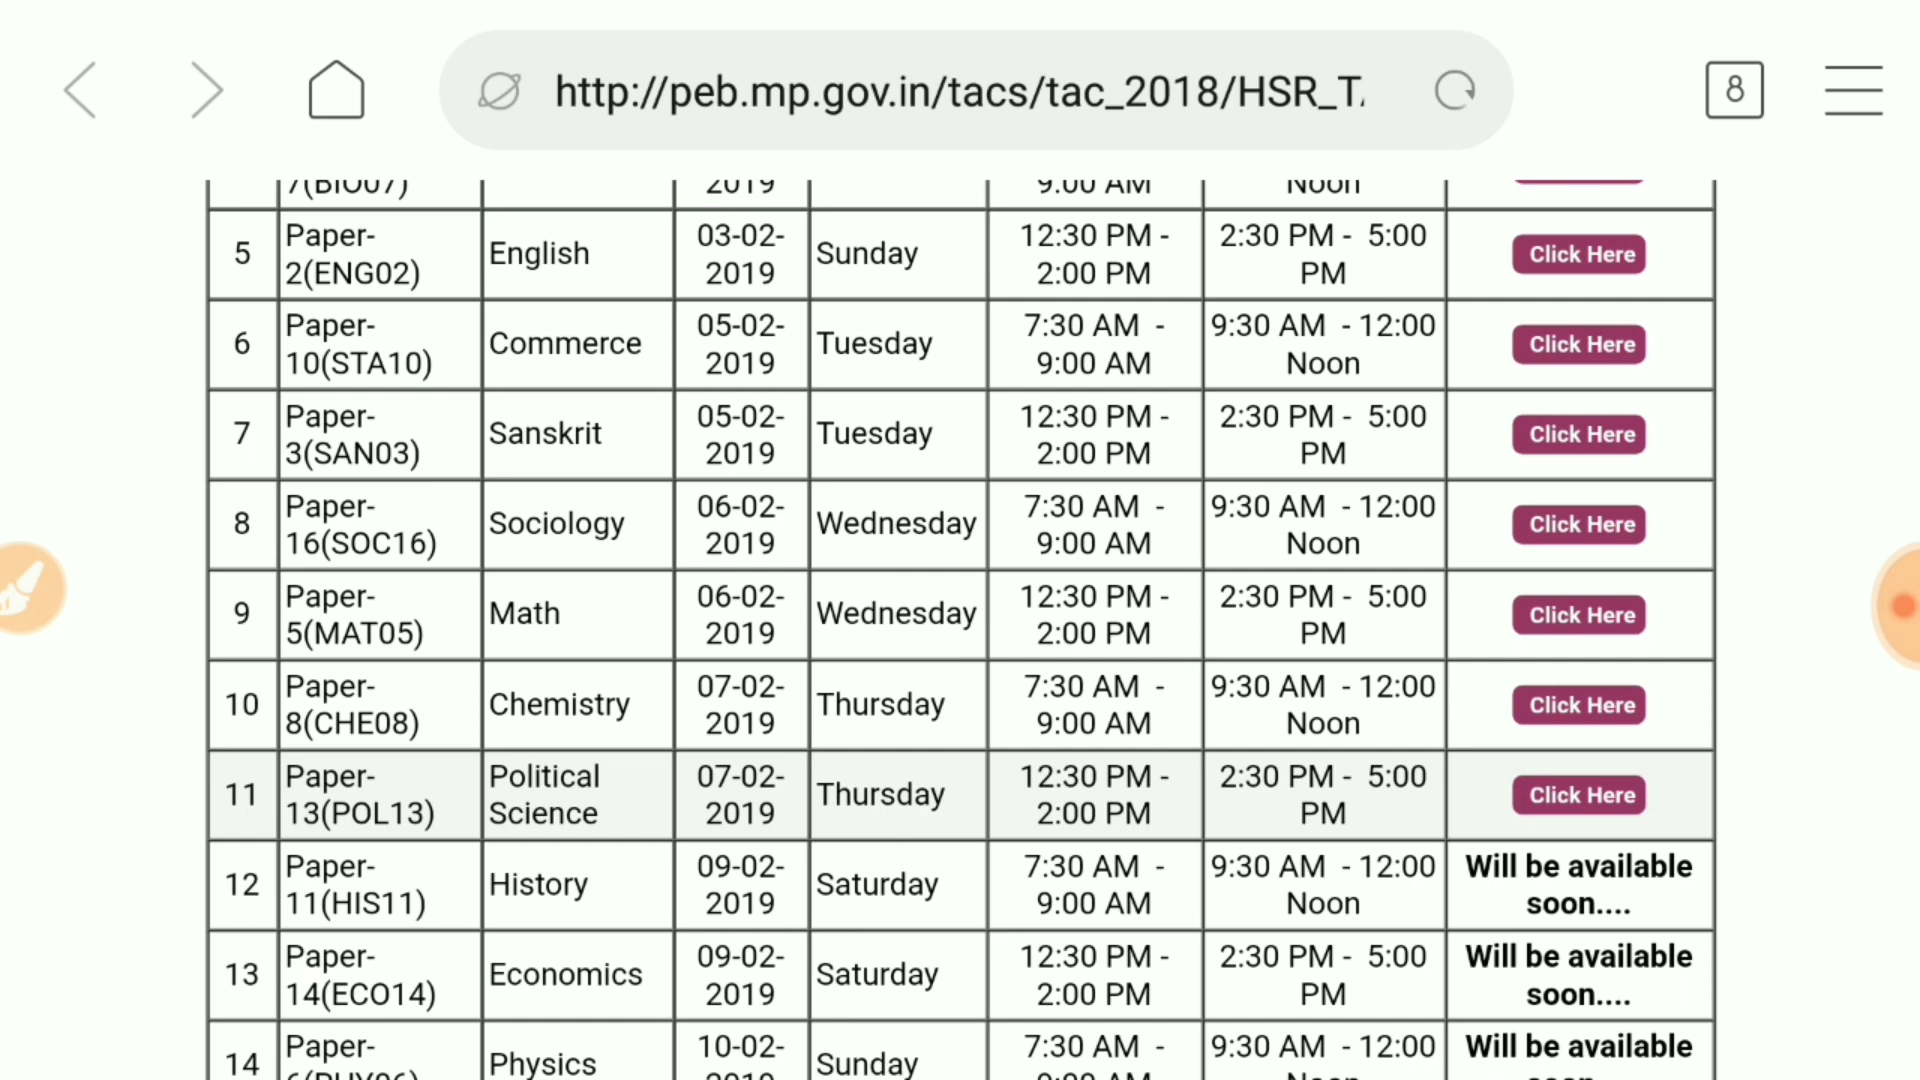 http://peb.mp.gov.in/tacs/tac_2018/HSR_TA
8
7(BIO07) 2019 9:00 AM Noon
5 Paper- English 03-02- Sunday 12:30 PM - 2:30 PM - 5:00 Click Here
2(ENG02) 2019 2:00 PM PM
6 Paper- Commerce 05-02- Tuesday 7:30 AM - 9:30 AM - 12:00 Click Here
10(STA10) 2019 9:00 AM Noon
7 Paper- Sanskrit 05-02- Tuesday 12:30 PM - 2:30 PM - 5:00 Click Here
3(SAN03) 2019 2:00 PM PM
8 Paper- Sociology 06-02- Wednesday 7:30 AM - 9:30 AM - 12:00 Click Here
16(SOC16) 2019 9:00 AM Noon
9 Paper- Math 06-02- Wednesday 12:30 PM - 2:30 PM - 5:00 Click Here
5(MAT05) 2019 2:00 PM PM
10 Paper- Chemistry 07-02- Thursday 7:30 AM - 9:30 AM - 12:00 Click Here
8(CHE08) 2019 9:00 AM Noon
11 Paper- Political 07-02- Thursday 12:30 PM - 2:30 PM - 5:00 Click Here
13(POL13) Science 2019 2:00 PM PM
12 Paper- History 09-02- Saturday 7:30 AM - 9:30 AM - 12:00 Will be available
11(HIS11) 2019 9:00 AM Noon soon....
13 Paper- Economics 09-02- Saturday 12:30 PM - 2:30 PM - 5:00 Will be available
14(ECO14) 2019 2:00 PM PM soon....
14 Paper- Physics 10-02- Sunday 7:30 AM - 9:30 AM - 12:00 Will be available